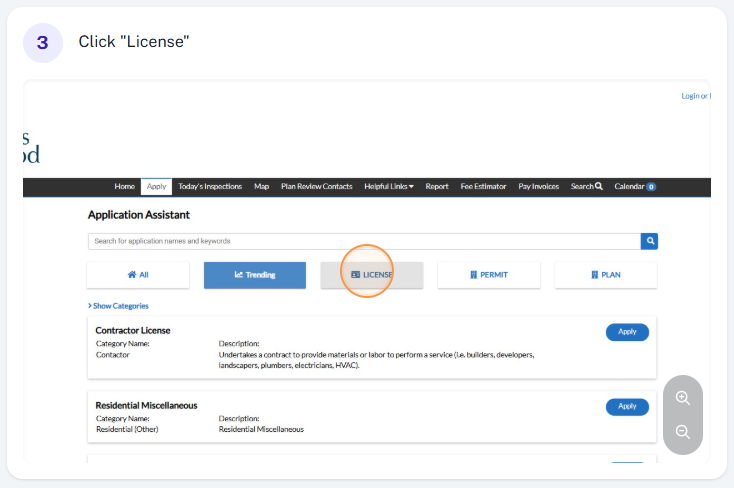 3
Click "License"
Login or
s
od
Home Apply Today's Inspections Map Plan Review Contacts Helpful Links Report Fee Estimator Pay Invoices Search Calendar 0
Application Assistant
Search for application names and keywords
All Trending LICENSE PERMIT PLAN
Show Categories
Contractor License Apply
Category Name: Description:
Contactor Undertakes a contract to provide materials or labor to perform a service (i.e. builders, developers,
landscapers, plumbers, electricians, HVAC).
Residential Miscellaneous Apply
Category Name: Description:
Residential (Other) Residential Miscellaneous